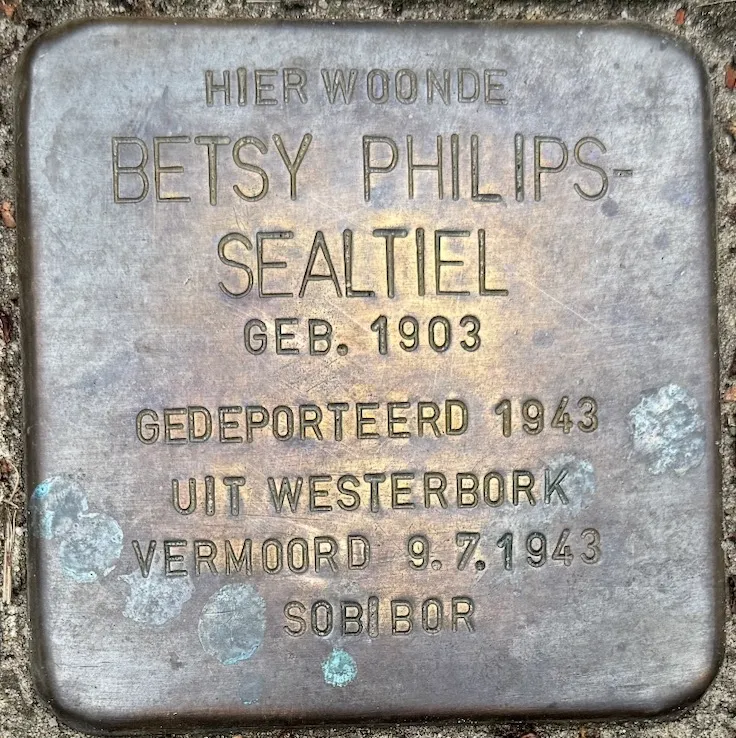 HIER WOONDE
BETSY PHILIPS-
SEALTIEL
GEB. 1903
GEDEPORTEERD 1943
UIT WESTERBORK
VERMOORD 9.7.1943
SOBIBOR